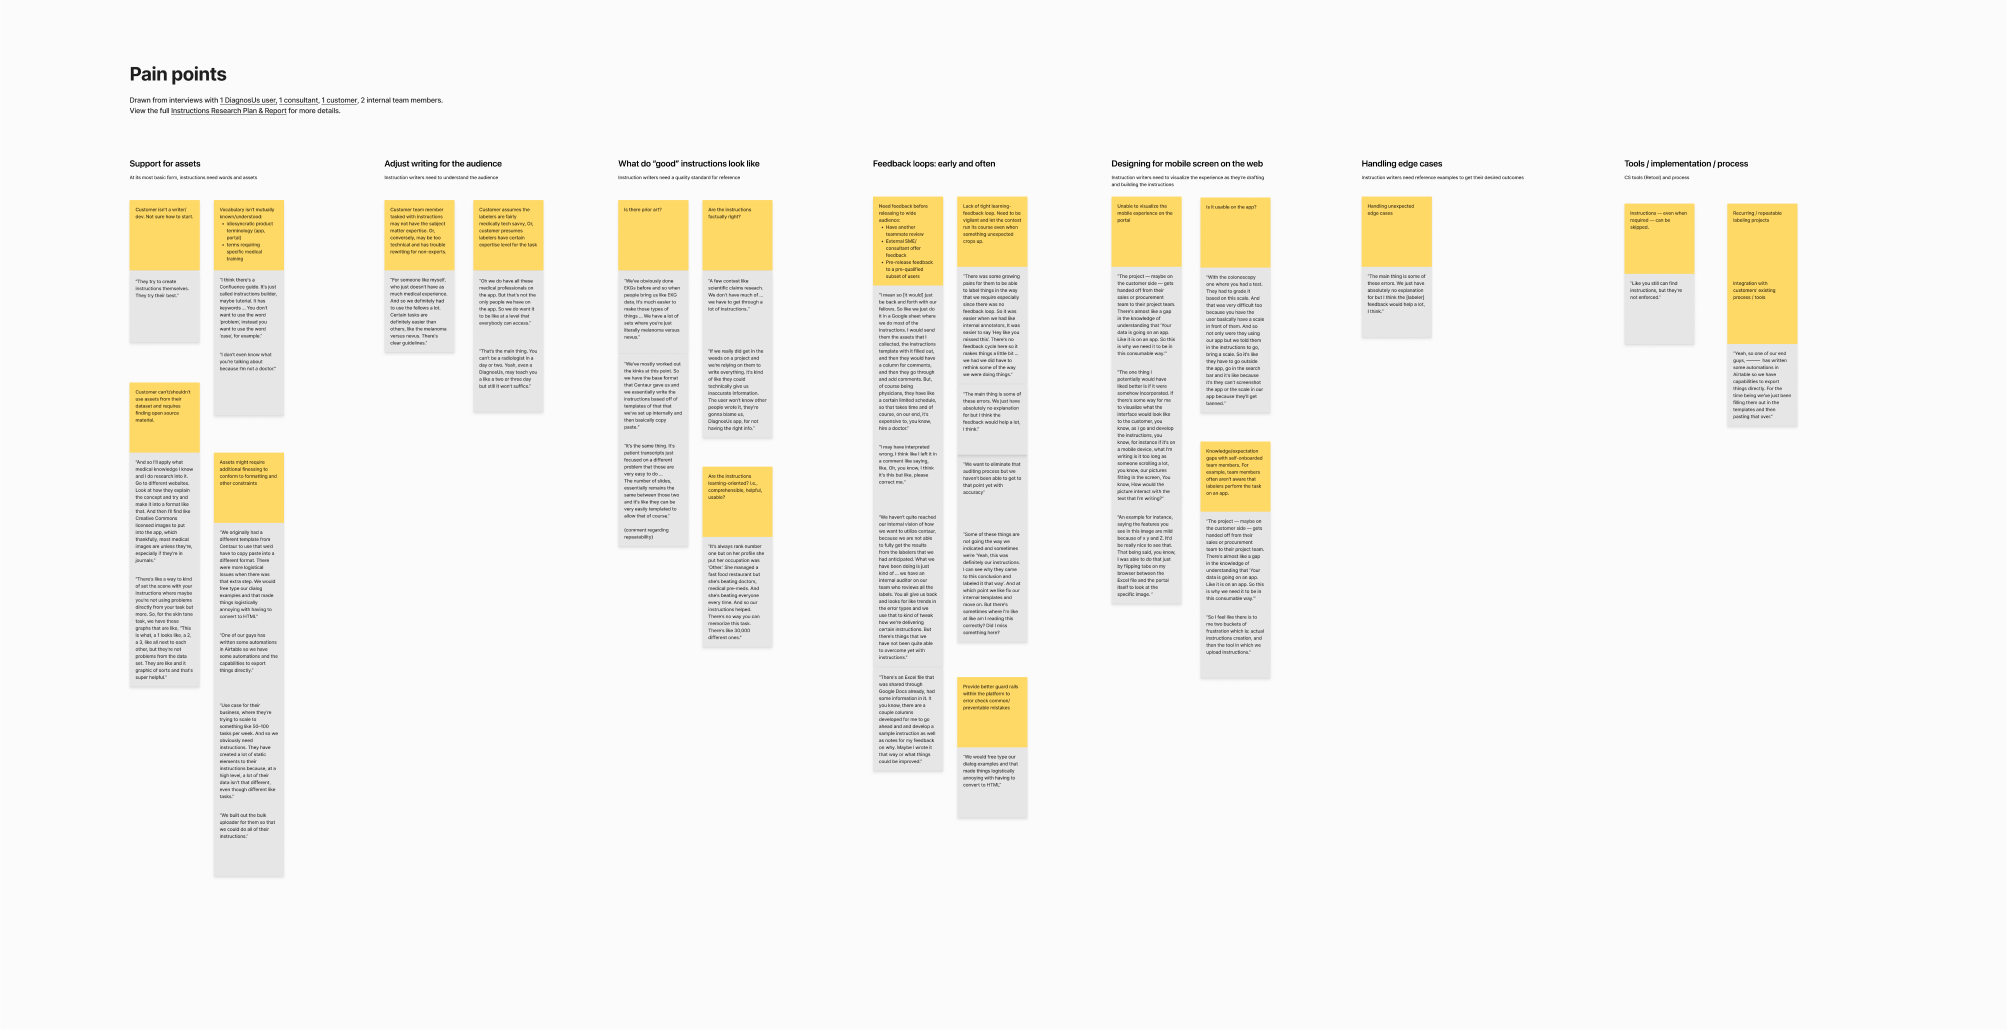 Pain points
Drawn from interviews with 1 DiagnosUs user, 1 consultant, 1 customer, 2 internal team members.
View the full Instructions Research Plan & Report for more details.
Support for assets
At its most basic form, instructions need words and assets
Customer isn't a writer/
dev. Not sure how to start.
"They try to create
instructions themselves.
They try their best."
Customer can't/shouldn't
use assets from their
dataset and requires
finding open source
material.
"And so I'll apply what
medical knowledge I know
and I do research into it.
Go to different websites.
Look at how they explain
the concept and try and
make it into a format like
that. And then I'll find like
Creative Commons
licensed images to put
into the app, which
thankfully, most medical
images are unless they're,
especially if they're in
journals."
"There's like a way to kind
of set the scene with your
instructions where maybe
you're not using problems
directly from your task but
more. So, for the skin tone
task, we have those
graphs that are like, "This
is what, a 1 looks like, a 2,
a 3, like all next to each
other, but they're not
problems from the data
set. They are like and it
graphic of sorts and that's
super helpful."
Vocabulary isn't mutually
known/understood:
• idiosyncratic product
terminology (app,
portal)
• terms requiring
specific medical
training
"I think there's a
Confluence guide. It's just
called instructions builder,
maybe tutorial. It has
keywords... You don't
want to use the word
'problem', instead you
want to use the word
'case', for example."
"I don't even know what
you're talking about
because I'm not a doctor."
Assets might require
additional finessing to
conform to formatting and
other constraints
"We originally had a
different template from
Centaur to use that we'd
have to copy paste into a
different format. There
were more logistical
issues when there was
that extra step. We would
free type our dialog
examples and that made
things logistically
annoying with having to
convert to HTML"
"One of our guys has
written some automations
in Airtable so we have
some automations and the
capabilities to export
things directly."
"Use case for their
business, where they're
trying to scale to
something like 50–100
tasks per week. And so we
obviously need
instructions. They have
created a lot of static
elements to their
instructions because, at a
high level, a lot of their
data isn't that different,
even though different like
tasks."
"We built out the bulk
uploader for them so that
we could do all of their
instructions."
Adjust writing for the audience
Instruction writers need to understand the audience
Customer team member
tasked with instructions
may not have the subject
matter expertise. Or,
conversely, may be too
technical and has trouble
rewriting for non-experts.
"For someone like myself,
who just doesn't have as
much medical experience.
And so we definitely had
to use the fellows a lot.
Certain tasks are
definitely easier than
others, like the melanoma
versus nevus. There's
clear guidelines."
Customer assumes the
labelers are fairly
medically tech savvy. Or,
customer presumes
labelers have certain
expertise level for the task
"Oh we do have all these
medical professionals on
the app. But that's not the
only people we have on
the app. So we do want it
to be like at a level that
everybody can access."
"That's the main thing. You
can't be a radiologist in a
day or two. Yeah, even a
DiagnosUs, may teach you
a like a two or three day
but still it won't suffice."
What do "good" instructions look like
Instruction writers need a quality standard for reference
Is there prior art?
"We've obviously done
EKGs before and so when
people bring us like EKG
data, it's much easier to
make those types of
things... We have a lot of
sets where you're just
literally melanoma versus
nevus."
"We've mostly worked out
the kinks at this point. So
we have the base format
that Centaur gave us and
we essentially write the
instructions based off of
templates of that that
we've set up internally and
then basically copy
paste."
"It's the same thing. It's
patient transcripts just
focused on a different
problem that those are
very easy to do ...
The number of slides,
essentially remains the
same between those two
and it's like they can be
very easily templated to
allow that of course."
(comment regarding
repeatability)
Are the instructions
factually right?
"A few contest like
scientific claims research.
We don't have much of ...
we have to get through a
lot of instructions."
"If we really did get in the
weeds on a project and
we're relying on them to
write everything. It's kind
of like they could
technically give us
inaccurate information.
The user won't know other
people wrote it, they're
gonna blame us,
DiagnosUs app, for not
having the right info."
Are the instructions
learning-oriented? i.e.,
comprehensible, helpful,
usable?
"It's always rank number
one but on her profile she
put her occupation was
'Other'. She managed a
fast food restaurant but
she's beating doctors,
medical pre-meds. And
she's beating everyone
every time. And so our
instructions helped.
There's no way you can
memorize this task.
There's like 30,000
different ones."
Feedback loops: early and often
Need feedback before
releasing to wide
audience:
• Have another
teammate review
• External SME/
consultant offer
feedback
• Pre-release feedback
to a pre-qualified
subset of users
"I mean so [it would] just
be back and forth with our
fellows. So like we just do
it in a Google sheet where
we do most of the
instructions, I would send
them the assets that I
collected, the instructions
template with it filled out,
and then they would have
a column for comments,
and then they go through
and add comments. But,
of course being
physicians, they have like
a certain limited schedule,
so that takes time and of
course, on our end, it's
expensive to, you know,
hire a doctor."
"I may have interpreted
wrong. I think like I left it in
a comment like saying,
like, Oh, you know, I think
it's this but like, please
correct me."
"We haven't quite reached
our internal vision of how
we want to utilize centaur,
because we are not able
to fully get the results
from the labelers that we
had anticipated. What we
have been doing is just
kind of ... we have an
internal auditor on our
team who reviews all the
labels. You all give us back
and looks for like trends in
the error types and we
use that to kind of tweak
how we're delivering
certain instructions. But
there's things that we
have not been quite able
to overcome yet with
instructions."
"There's an Excel file that
was shared through
Google Docs already, had
some information in it. It
you know, there are a
couple columns
developed for me to go
ahead and and develop a
sample instruction as well
as notes for my feedback
on why. Maybe I wrote it
that way or what things
could be improved."
Lack of tight learning-
feedback loop. Need to be
vigilant and let the contest
run its course even when
something unexpected
crops up.
"There was some growing
pains for them to be able
to label things in the way
that we require especially
since there was no
feedback loop. So it was
easier when we had like
internal annotators, it was
easier to say 'Hey like you
missed this'. There's no
feedback cycle here so it
makes things a little bit ...
we had we did have to
rethink some of the way
we were doing things."
"The main thing is some of
these errors. We just have
absolutely no explanation
for but I think the
feedback would help a lot,
I think."
"We want to eliminate that
auditing process but we
haven't been able to get to
that point yet with
accuracy"
"Some of these things are
not going the way we
indicated and sometimes
we're 'Yeah, this was
definitely our instructions.
I can see why they came
to this conclusion and
labeled it that way'. And at
which point we like fix our
internal templates and
move on. But there's
sometimes where I'm like
at like am I reading this
correctly? Did I miss
something here?
Provide better guard rails
within the platform to
error check common/
preventable mistakes
"We would free type our
dialog examples and that
made things logistically
annoying with having to
convert to HTML"
Designing for mobile screen on the web
Instruction writers need to visualize the experience as they're drafting
and building the instructions
Unable to visualize the
mobile experience on the
portal
"The project — maybe on
the customer side — gets
handed off from their
sales or procurement
team to their project team.
There's almost like a gap
in the knowledge of
understanding that 'Your
data is going on an app.
Like it is on an app. So this
is why we need it to be in
this consumable way.'"
"The one thing I
potentially would have
liked better is if it were
somehow incorporated. If
there's some way for me
to visualize what the
interface would look like
to the customer, you
know, as I go and develop
the instructions, you
know, for instance if it's on
a mobile device, what I'm
writing is it too long as
someone scrolling a lot,
you know, our pictures
fitting in the screen, You
know, How would the
picture interact with the
text that I'm writing?"
"An example for instance,
saying the features you
see in this image are mild
because of x y and Z. It'd
be really nice to see that.
That being said, you know,
I was able to do that just
by flipping tabs on my
browser between the
Excel file and the portal
itself to look at the
specific image. "
Is it usable on the app?
"With the colonoscopy
one where you had a test.
They had to grade it
based on this scale. And
that was very difficult too
because you have the
user basically have a scale
in front of them. And so
not only were they using
our app but we told them
in the instructions to go,
bring a scale. So it's like
they have to go outside
the app, go in the search
bar and it's like because
it's they can't screenshot
the app or the scale in our
app because they'll get
banned."
Knowledge/expectation
gaps with self-onboarded
team members. For
example, team members
often aren't aware that
labelers perform the task
on an app.
"The project — maybe on
the customer side — gets
handed off from their
sales or procurement
team to their project team.
There's almost like a gap
in the knowledge of
understanding that 'Your
data is going on an app.
Like it is on an app. So this
is why we need it to be in
this consumable way.'"
"So I feel like there is to
me two buckets of
frustration which is: actual
instructions creation, and
then the tool in which we
upload instructions."
Handling edge cases
Instruction writers need reference examples to get their desired outcomes
Handling unexpected
edge cases
"The main thing is some of
these errors. We just have
absolutely no explanation
for but I think the [labeler]
feedback would help a lot,
I think."
Tools / implementation / process
CS tools (Retool) and process
Instructions — even when
required — can be
skipped.
"Like you still can find
instructions, but they're
not enforced."
Recurring / repeatable
labeling projects
Integration with
customers' existing
process / tools
"Yeah, so one of our end
guys, ——— has written
some automations in
Airtable so we have
capabilities to export
things directly. For the
time being we've just been
filling them out in the
templates and then
pasting that over."